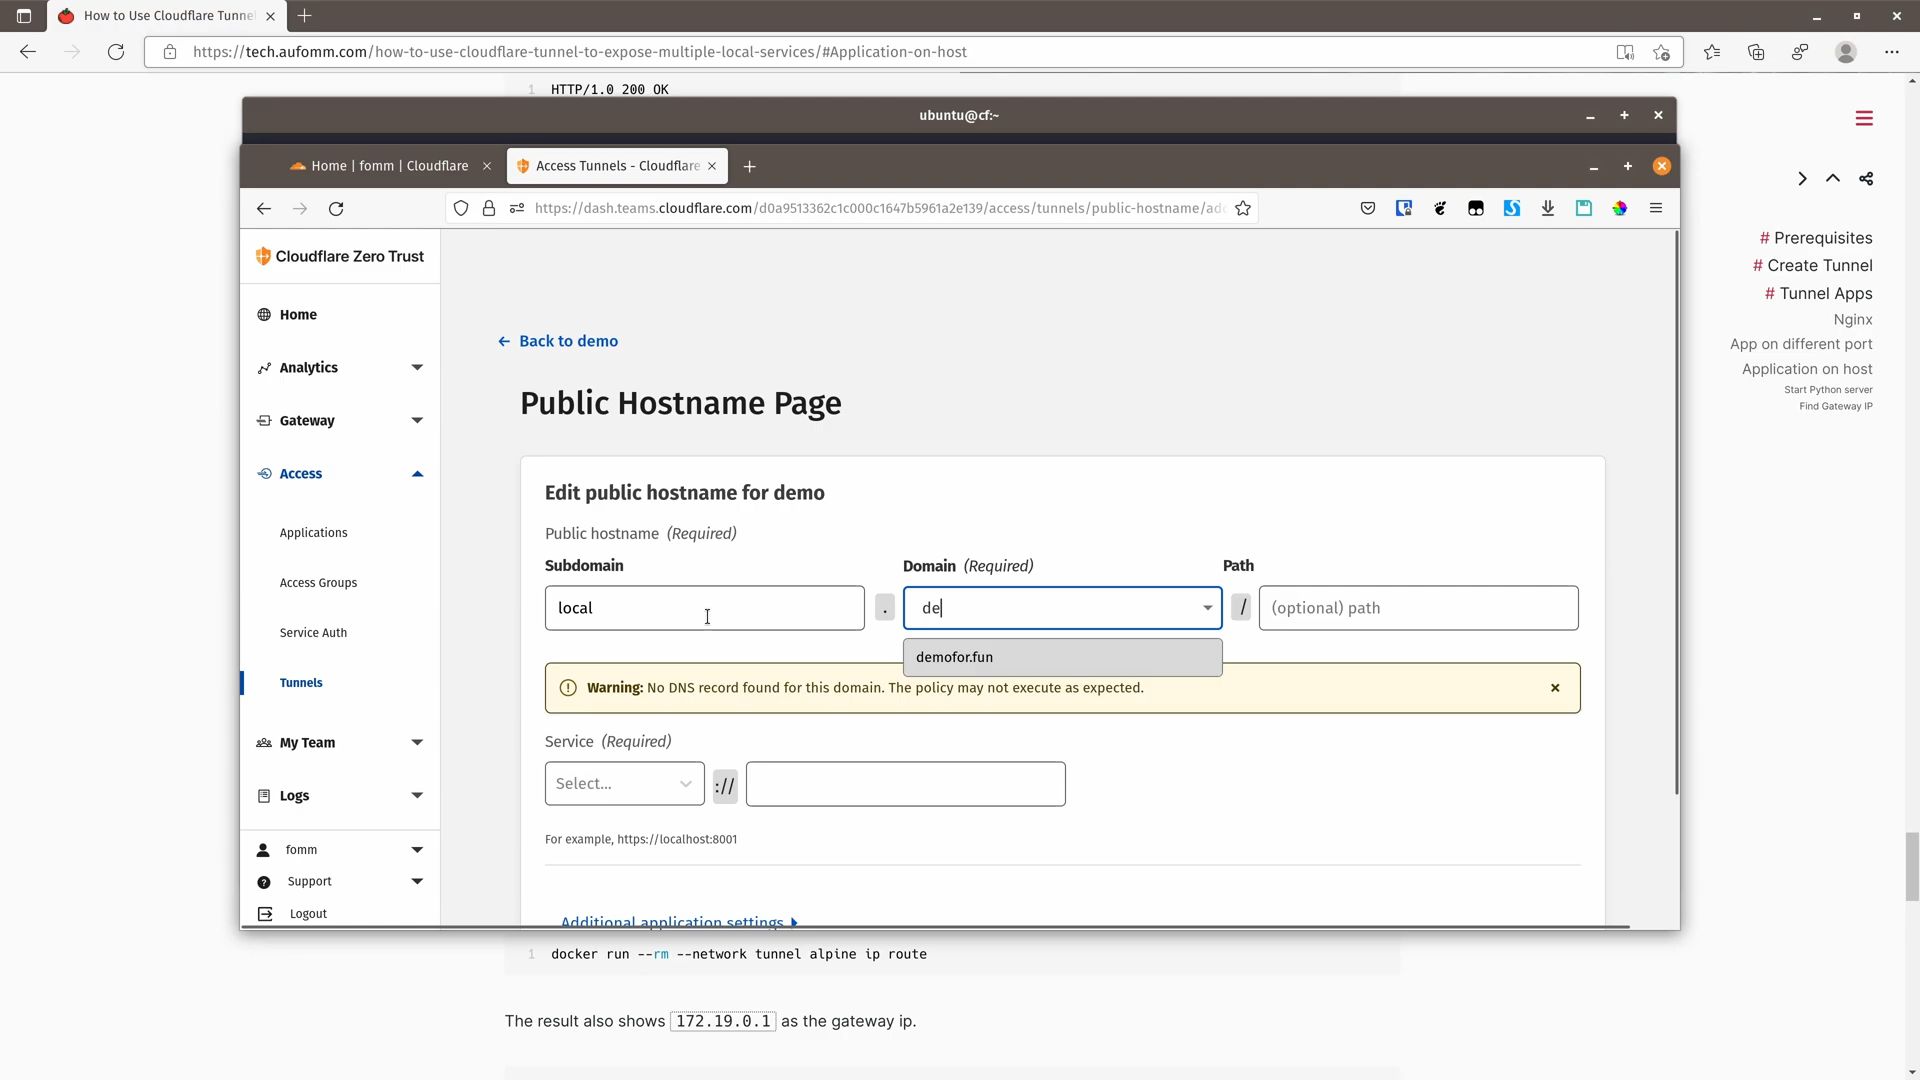 How to Use Cloudflare Tunne
https://tech.aufomm.com/how-to-use-cloudflare-tunnel-to-expose-multiple-local-services/#Application-on-host
1 HTTP/1.0 200 OK
ubuntu@cf:~
Home | fomm | Cloudflare
Access Tunnels - Cloudflare
https://dash.teams.cloudflare.com/d0a9513362c1c000c1647b5961a2e139/access/tunnels/public-hostname/add
Cloudflare Zero Trust
Home
Analytics
Gateway
Access
Applications
Access Groups
Service Auth
Tunnels
My Team
Logs
fomm
Support
Logout
Back to demo
Public Hostname Page
Edit public hostname for demo
Public hostname (Required)
Subdomain
Domain (Required)
Path
local
.
de
/
(optional) path
demofor.fun
Warning: No DNS record found for this domain. The policy may not execute as expected.
Service (Required)
Select...
://
For example, https://localhost:8001
Additional application settings
# Prerequisites
# Create Tunnel
# Tunnel Apps
Nginx
App on different port
Application on host
Start Python server
Find Gateway IP
1 docker run --rm --network tunnel alpine ip route
The result also shows 172.19.0.1 as the gateway ip.